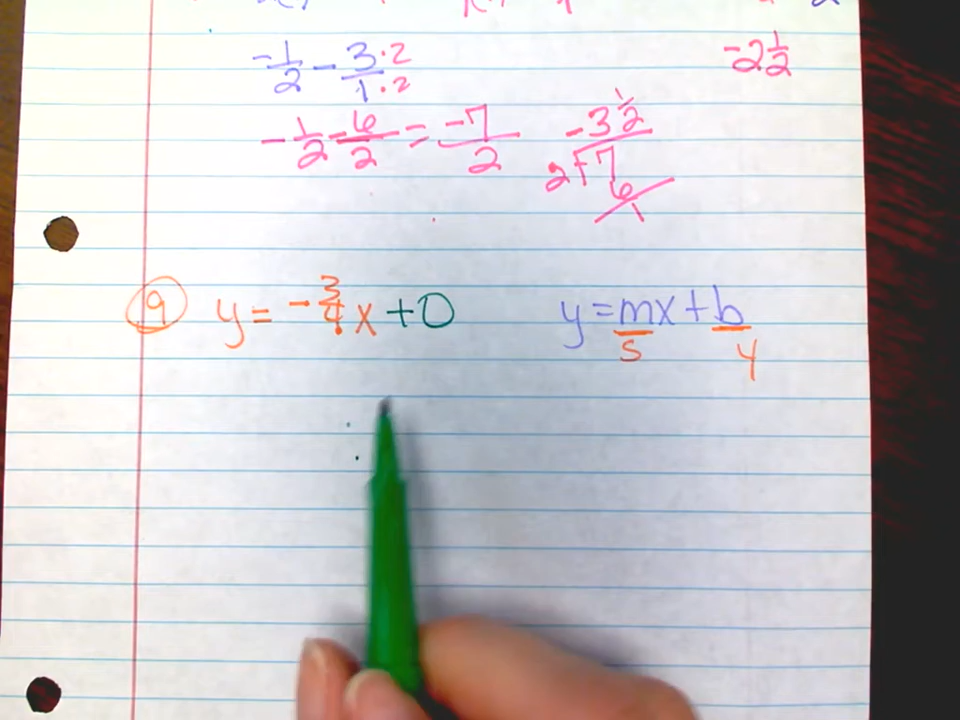 -1/2 - 3·2/1·2
-2 1/2
-1/2 - 6/2 = -7/2
-3 1/2
2 7
6
1
9 y = -3/4 x + 0
y = mx + b
s y